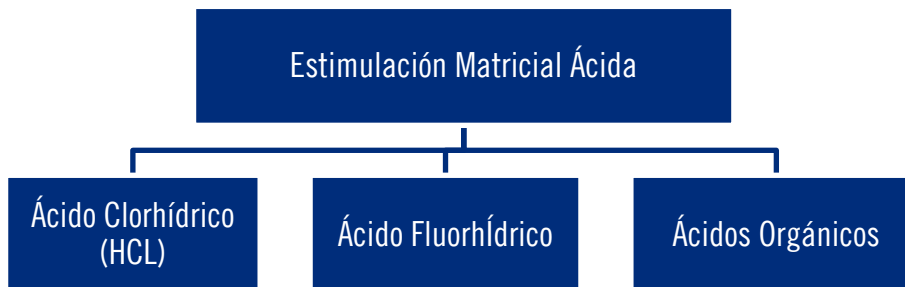 Estimulación Matricial Ácida
Ácido Clorhídrico
(HCL)
Ácido FluorhÍdrico
Ácidos Orgánicos